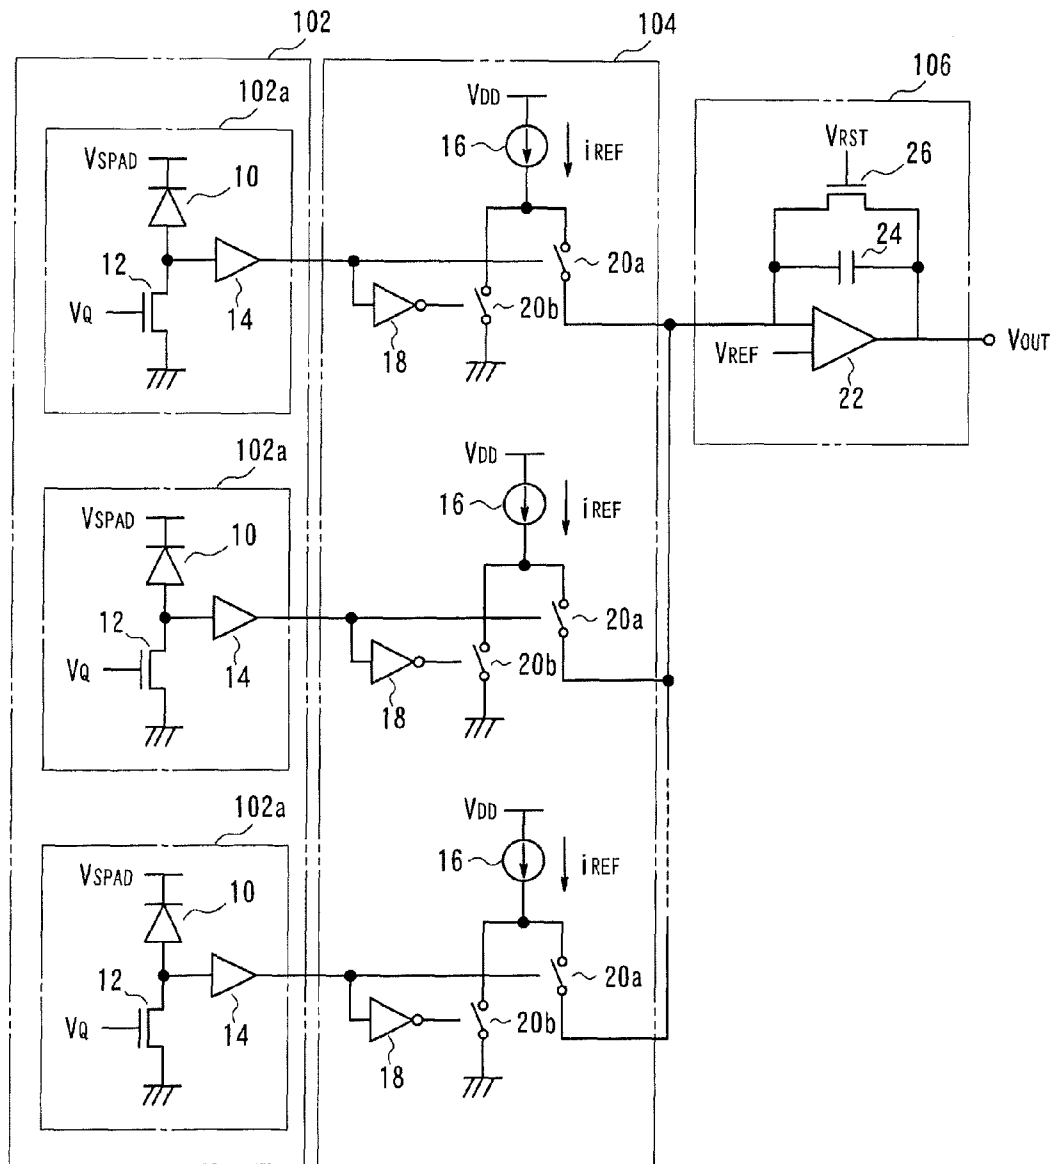 102
104
106
102a
VDD
VRST
VSPAD
10
16
iREF
26
24
12
20a
VQ
14
18
20b
VREF
22
VOUT
102a
VDD
VSPAD
10
16
iREF
12
20a
VQ
14
18
20b
102a
VDD
VSPAD
10
16
iREF
12
20a
VQ
14
18
20b